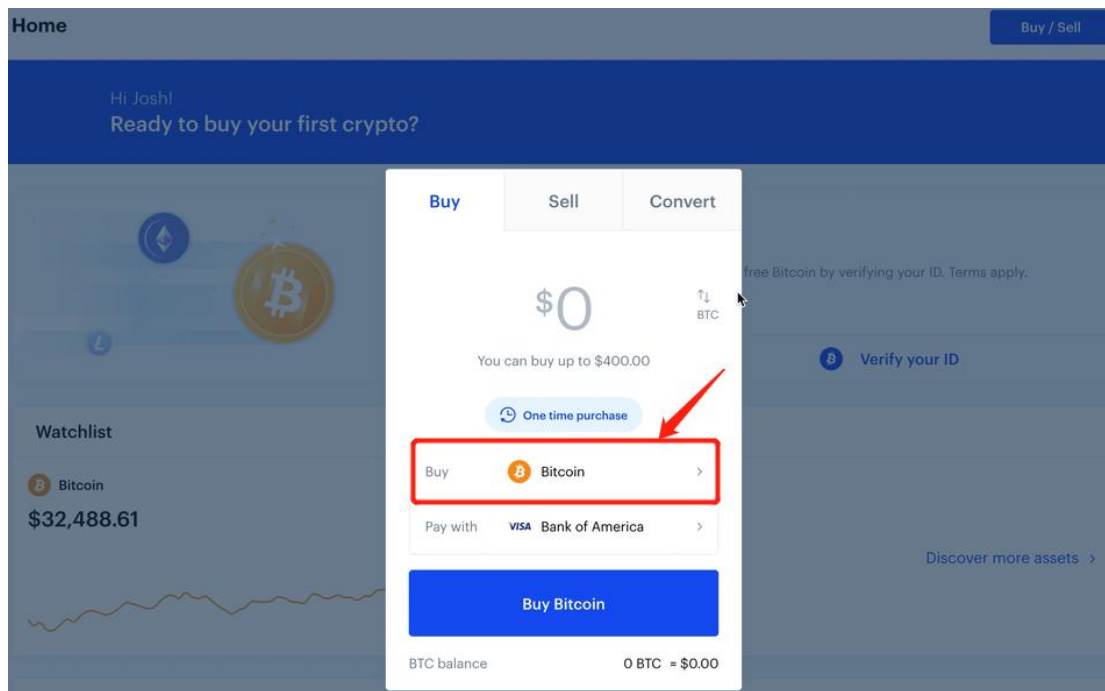 Home
Buy / Sell
Hi Josh!
Ready to buy your first crypto?
Buy Sell Convert
free Bitcoin by verifying your ID. Terms apply.
$0
BTC
You can buy up to $400.00
Verify your ID
One time purchase
Watchlist
Buy Bitcoin
Bitcoin
$32,488.61
Pay with VISA Bank of America
Discover more assets
Buy Bitcoin
BTC balance 0 BTC ≈ $0.00